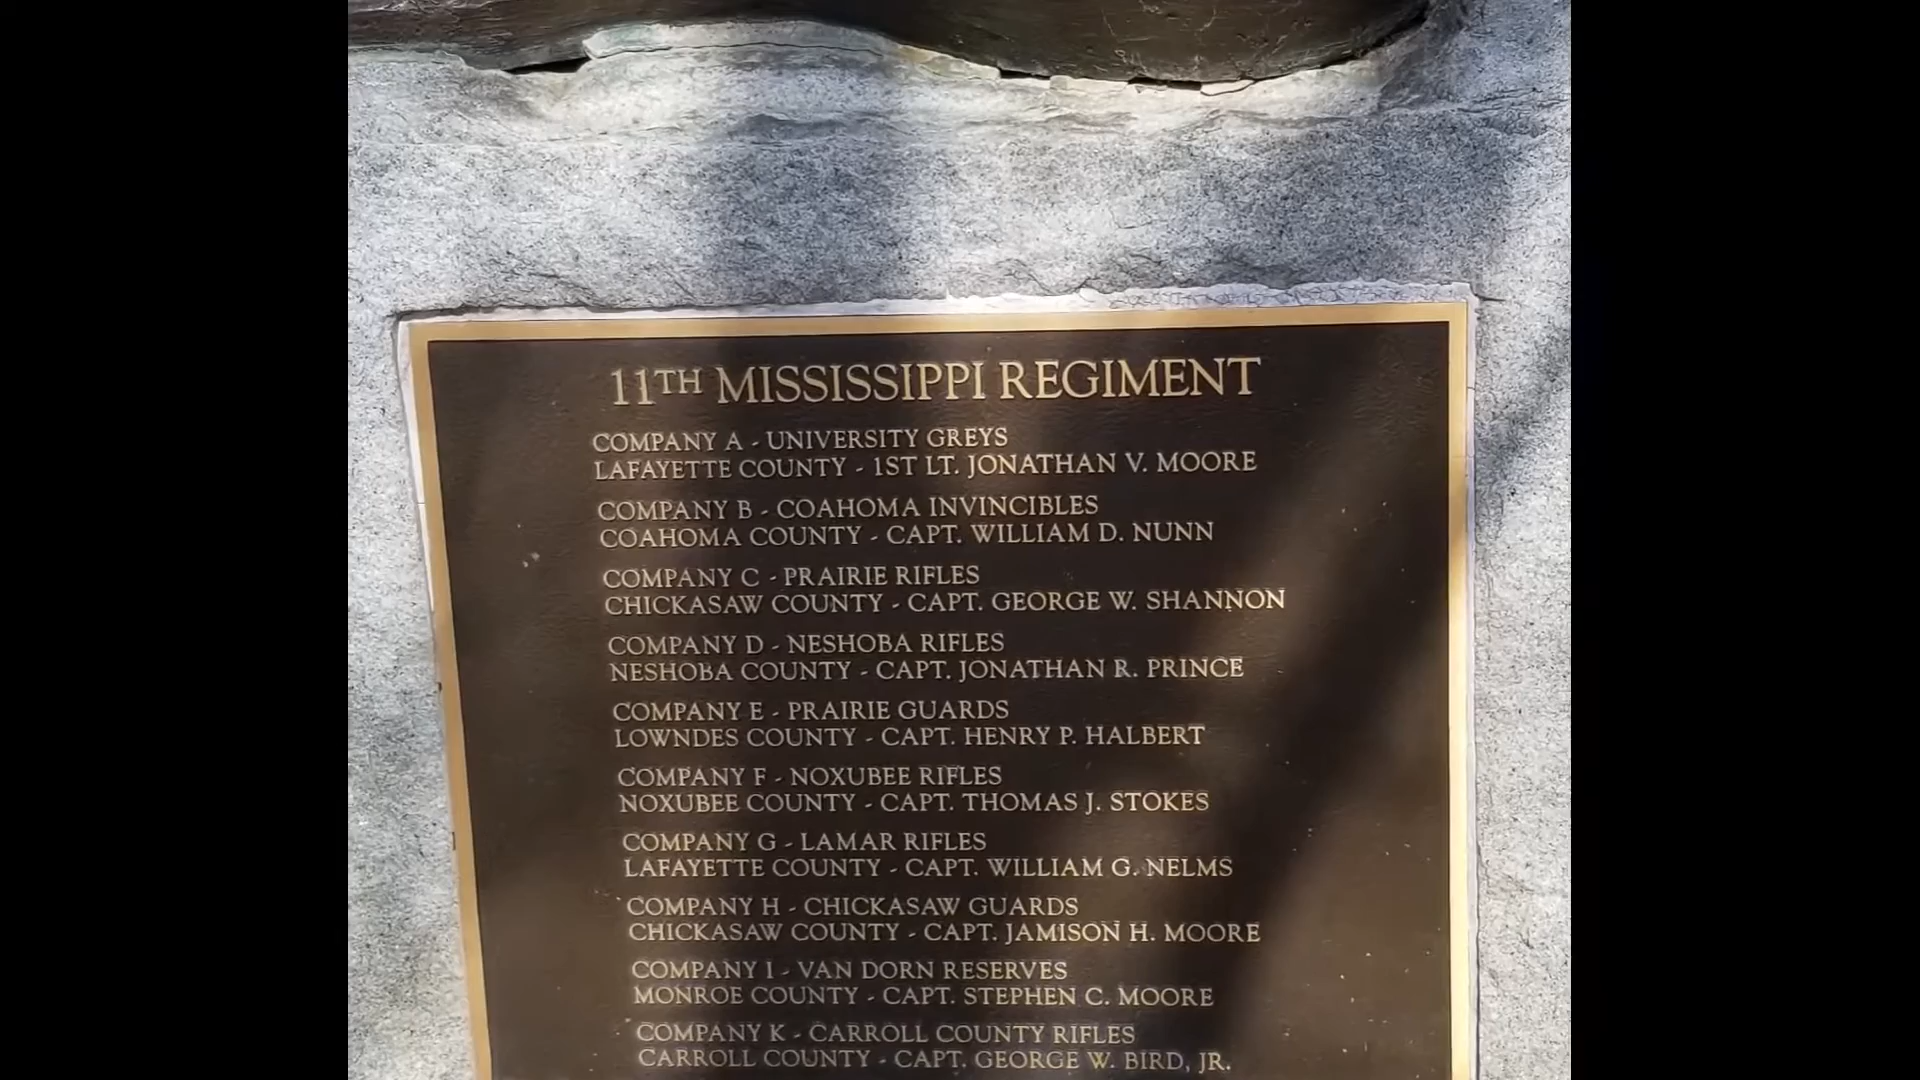 11TH MISSISSIPPI REGIMENT
COMPANY A - UNIVERSITY GREYS
LAFAYETTE COUNTY - 1ST LT. JONATHAN V. MOORE
COMPANY B - COAHOMA INVINCIBLES
COAHOMA COUNTY - CAPT. WILLIAM D. NUNN
COMPANY C - PRAIRIE RIFLES
CHICKASAW COUNTY - CAPT. GEORGE W. SHANNON
COMPANY D - NESHOBA RIFLES
NESHOBA COUNTY - CAPT. JONATHAN R. PRINCE
COMPANY E - PRAIRIE GUARDS
LOWNDES COUNTY - CAPT. HENRY P. HALBERT
COMPANY F - NOXUBEE RIFLES
NOXUBEE COUNTY - CAPT. THOMAS J. STOKES
COMPANY G - LAMAR RIFLES
LAFAYETTE COUNTY - CAPT. WILLIAM G. NELMS
COMPANY H - CHICKASAW GUARDS
CHICKASAW COUNTY - CAPT. JAMISON H. MOORE
COMPANY I - VAN DORN RESERVES
MONROE COUNTY - CAPT. STEPHEN C. MOORE
COMPANY K - CARROLL COUNTY RIFLES
CARROLL COUNTY - CAPT. GEORGE W. BIRD, JR.